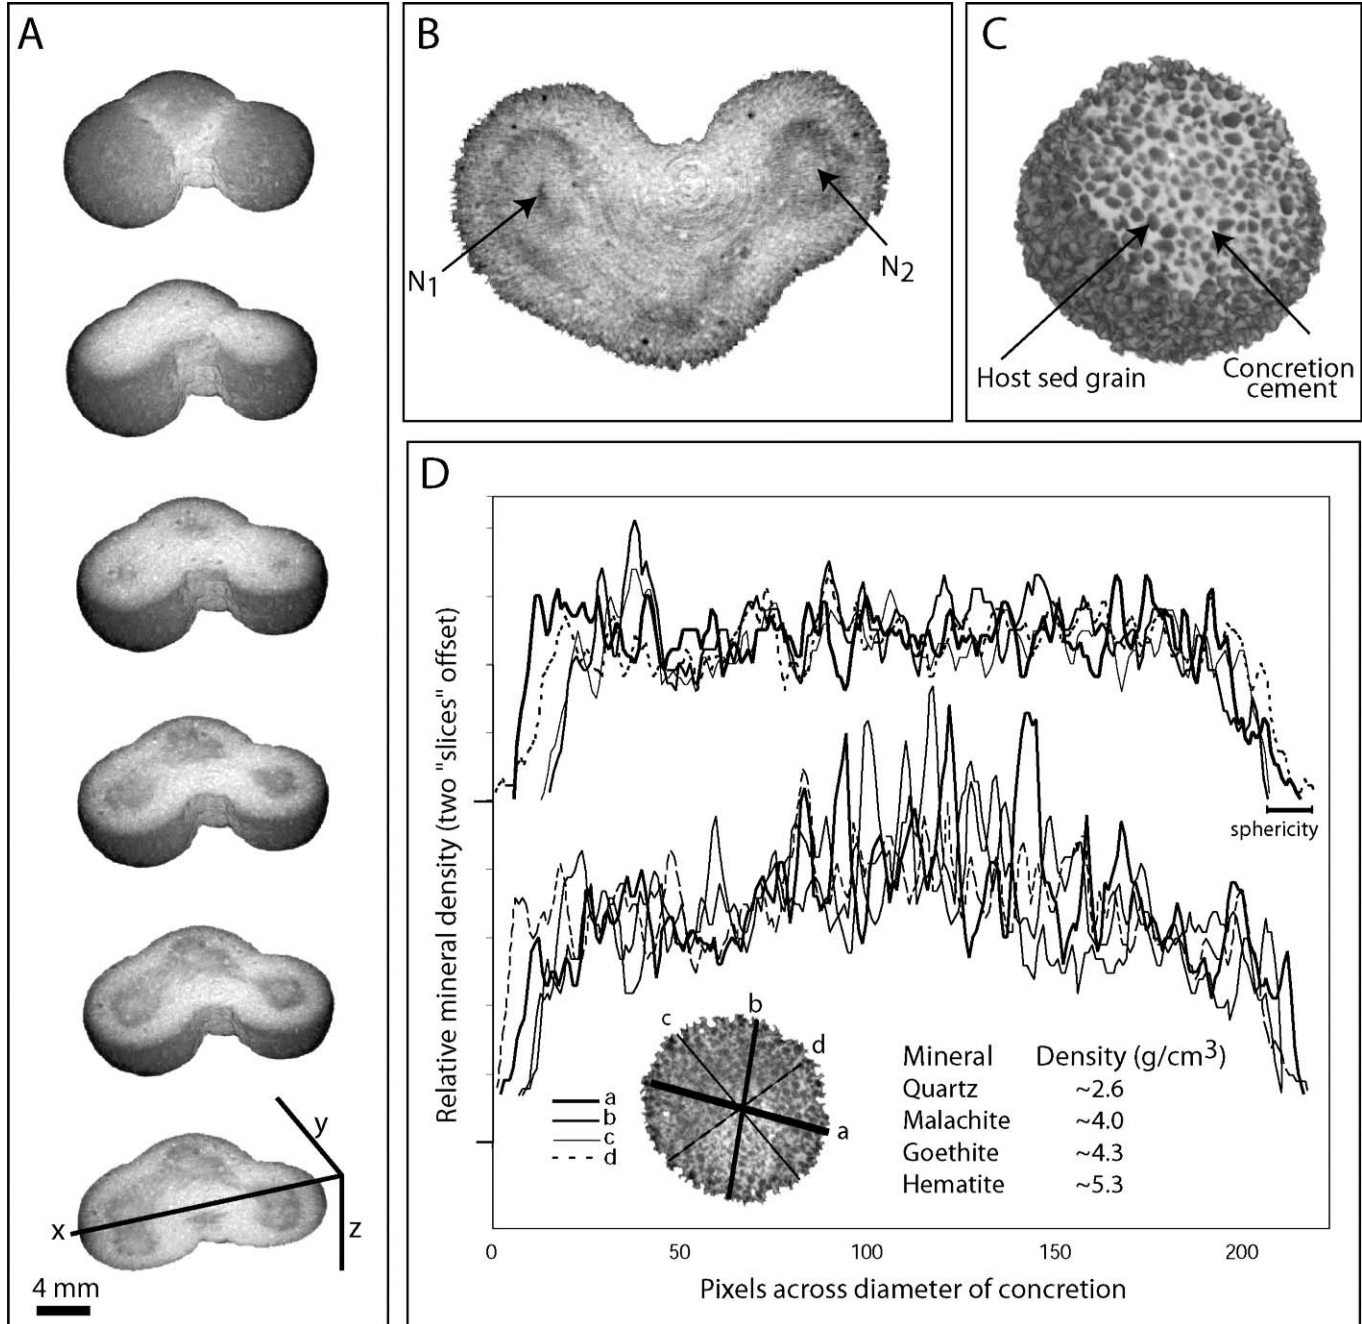 A
y
x
z
4 mm
B
N1
N2
C
Host sed grain
Concretion
cement
D
Relative mineral density (two "slices" offset)
sphericity
a
b
c
d
c
b
d
a
Mineral Density (g/cm3)
Quartz ~2.6
Malachite ~4.0
Goethite ~4.3
Hematite ~5.3
0 50 100 150 200
Pixels across diameter of concretion